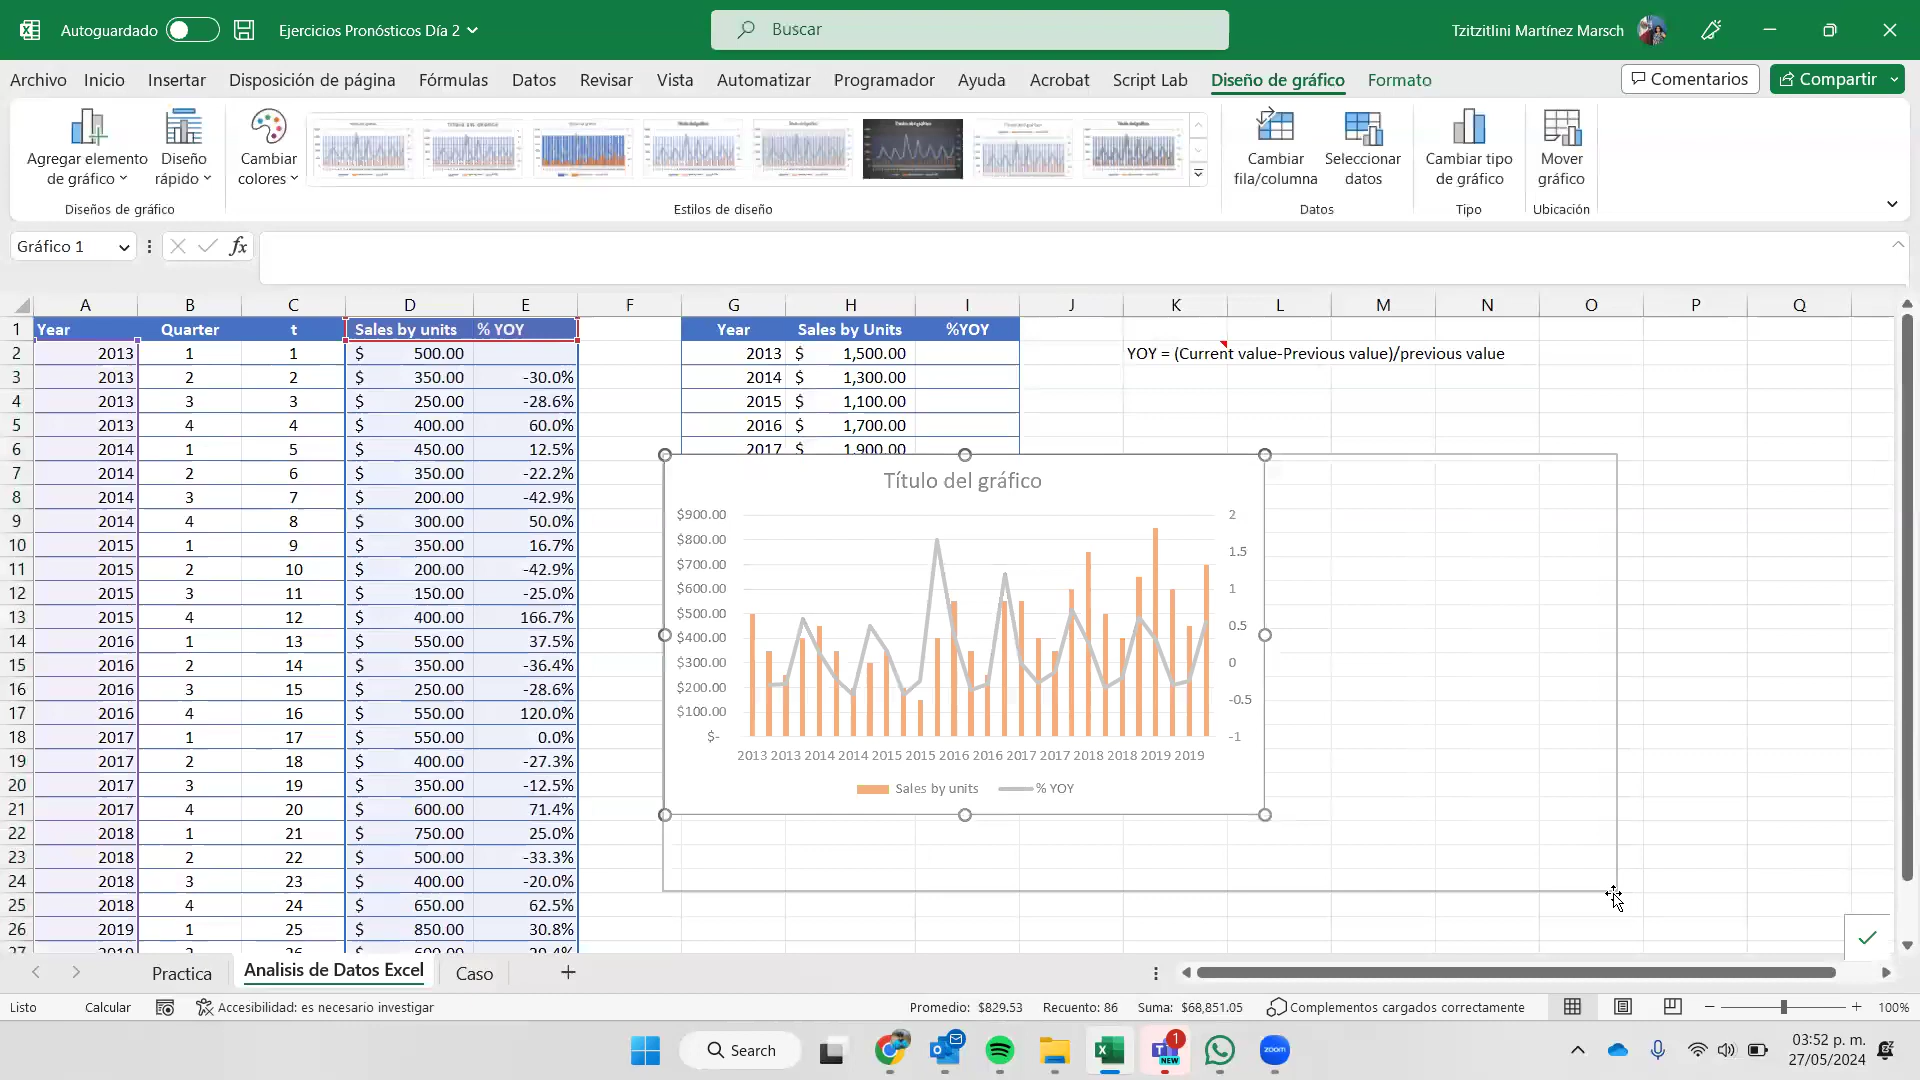 Autoguardado
Ejercicios Pronósticos Día 2
Buscar
Tzitzitlini Martínez Marsch
Archivo Inicio Insertar Disposición de página Fórmulas Datos Revisar Vista Automatizar Programador Ayuda Acrobat Script Lab Diseño de gráfico Formato
Comentarios
Compartir
Agregar elemento de gráfico
Diseño rápido
Cambiar colores
Cambiar fila/columna
Seleccionar datos
Cambiar tipo de gráfico
Mover gráfico
Diseños de gráfico
Estilos de diseño
Datos
Tipo
Ubicación
Gráfico 1
fx
A B C D E F G H I J K L M N O P Q
1 Year Quarter t Sales by units % YOY Year Sales by Units %YOY
2 2013 1 1 $ 500.00 2013 $ 1,500.00 YOY = (Current value-Previous value)/previous value
3 2013 2 2 $ 350.00 -30.0% 2014 $ 1,300.00
4 2013 3 3 $ 250.00 -28.6% 2015 $ 1,100.00
5 2013 4 4 $ 400.00 60.0% 2016 $ 1,700.00
6 2014 1 5 $ 450.00 12.5% 2017 $ 1,900.00
7 2014 2 6 $ 350.00 -22.2%
8 2014 3 7 $ 200.00 -42.9%
9 2014 4 8 $ 300.00 50.0%
10 2015 1 9 $ 350.00 16.7%
11 2015 2 10 $ 200.00 -42.9%
12 2015 3 11 $ 150.00 -25.0%
13 2015 4 12 $ 400.00 166.7%
14 2016 1 13 $ 550.00 37.5%
15 2016 2 14 $ 350.00 -36.4%
16 2016 3 15 $ 250.00 -28.6%
17 2016 4 16 $ 550.00 120.0%
18 2017 1 17 $ 550.00 0.0%
19 2017 2 18 $ 400.00 -27.3%
20 2017 3 19 $ 350.00 -12.5%
21 2017 4 20 $ 600.00 71.4%
22 2018 1 21 $ 750.00 25.0%
23 2018 2 22 $ 500.00 -33.3%
24 2018 3 23 $ 400.00 -20.0%
25 2018 4 24 $ 650.00 62.5%
26 2019 1 25 $ 850.00 30.8%
Título del gráfico
$900.00 2
$800.00 1.5
$700.00
$600.00 1
$500.00
$400.00 0.5
$300.00 0
$200.00
$100.00 -0.5
$- -1
2013 2013 2014 2014 2015 2015 2016 2016 2017 2017 2018 2018 2019 2019
Sales by units % YOY
Practica Analisis de Datos Excel Caso
Listo Calcular Accesibilidad: es necesario investigar Promedio: $829.53 Recuento: 86 Suma: $68,851.05 Complementos cargados correctamente 100%
Search
1
NEW
zoom
03:52 p. m.
27/05/2024